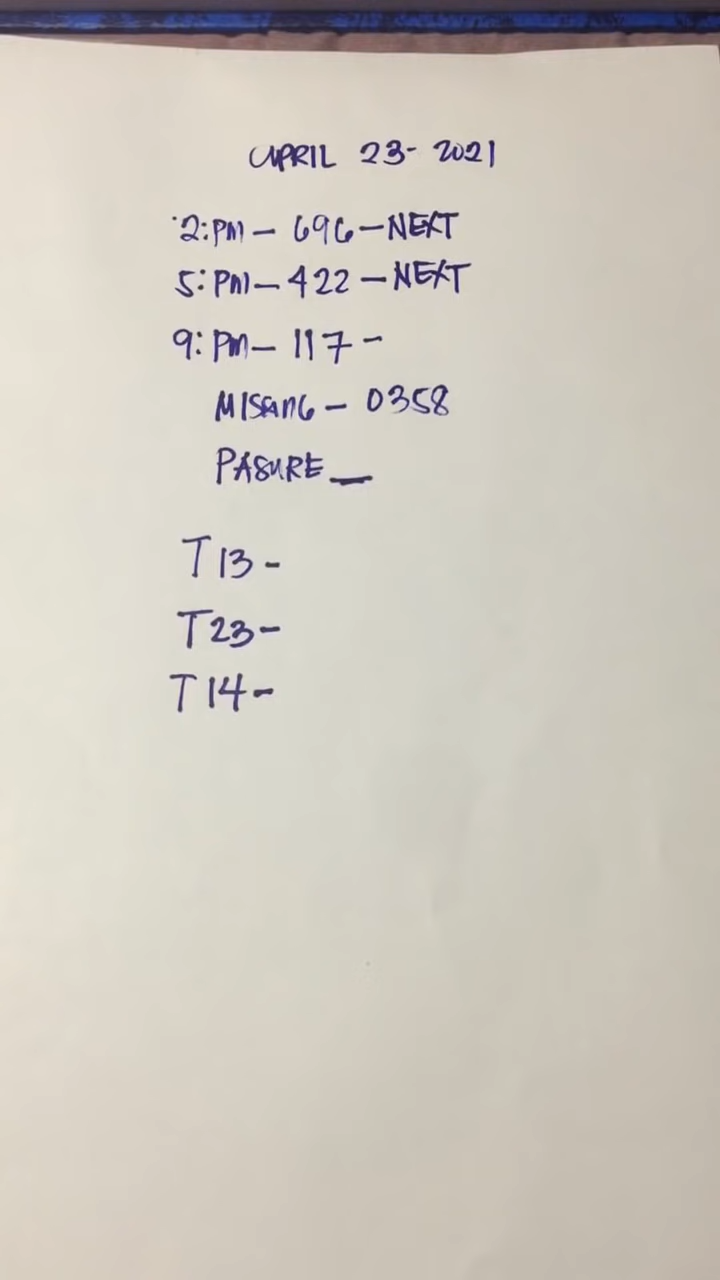 APRIL 23- 2021
2:PM - 696 - NEXT
5:PM - 422 - NEXT
9:PM - 117 -
MISANG - 0358
PASURE _
T13 -
T23 -
T14 -